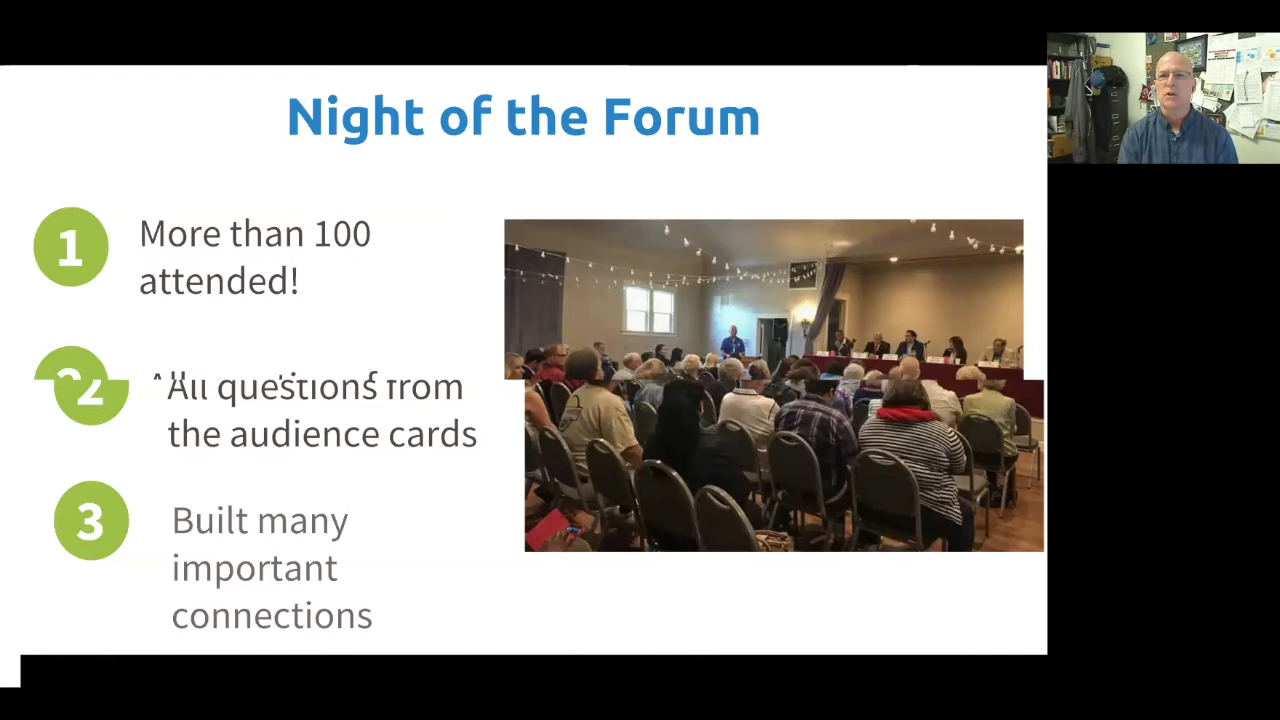 Night of the Forum
1
More than 100
attended!
2
All questions from
the audience cards
3
Built many
important
connections